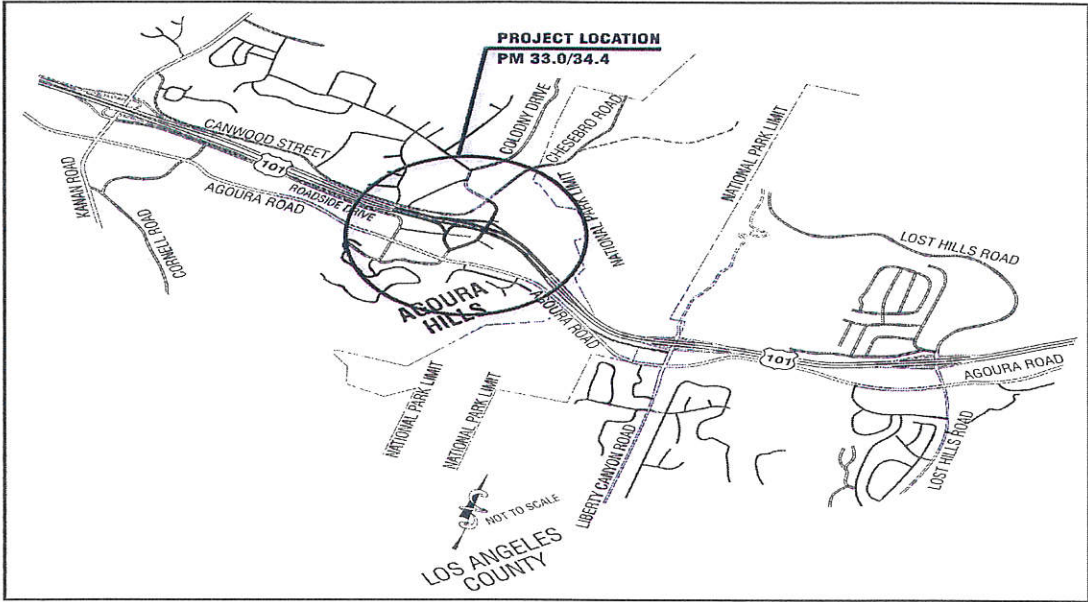 PROJECT LOCATION
PM 33.0/34.4
COLODNY DRIVE
CHESEBRO ROAD
NATIONAL PARK LIMIT
CANWOOD STREET
101
ROADSIDE DRIVE
AGOURA ROAD
KANAN ROAD
CORNELL ROAD
NATIONAL PARK LIMIT
LOST HILLS ROAD
AGOURA
HILLS
AGOURA ROAD
101
AGOURA ROAD
NATIONAL PARK LIMIT
NATIONAL PARK LIMIT
LIBERTY CANYON ROAD
LOST HILLS ROAD
NOT TO SCALE
LOS ANGELES
COUNTY